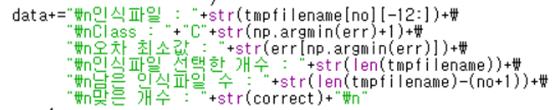 data+="₩n인식파일 : "+str(tmpfilename[no][-12:])+₩
"₩nClass : "+"C"+str(np.argmin(err)+1)+₩
"₩n오차 최소값 : "+str(err[np.argmin(err)])+₩
"₩n인식파일 선택한 개수 : "+str(len(tmpfilename))+₩
"₩n남은 인식파일 수 : "+str(len(tmpfilename)-(no+1))+₩
"₩n맞은 개수 : "+str(correct)+"₩n"